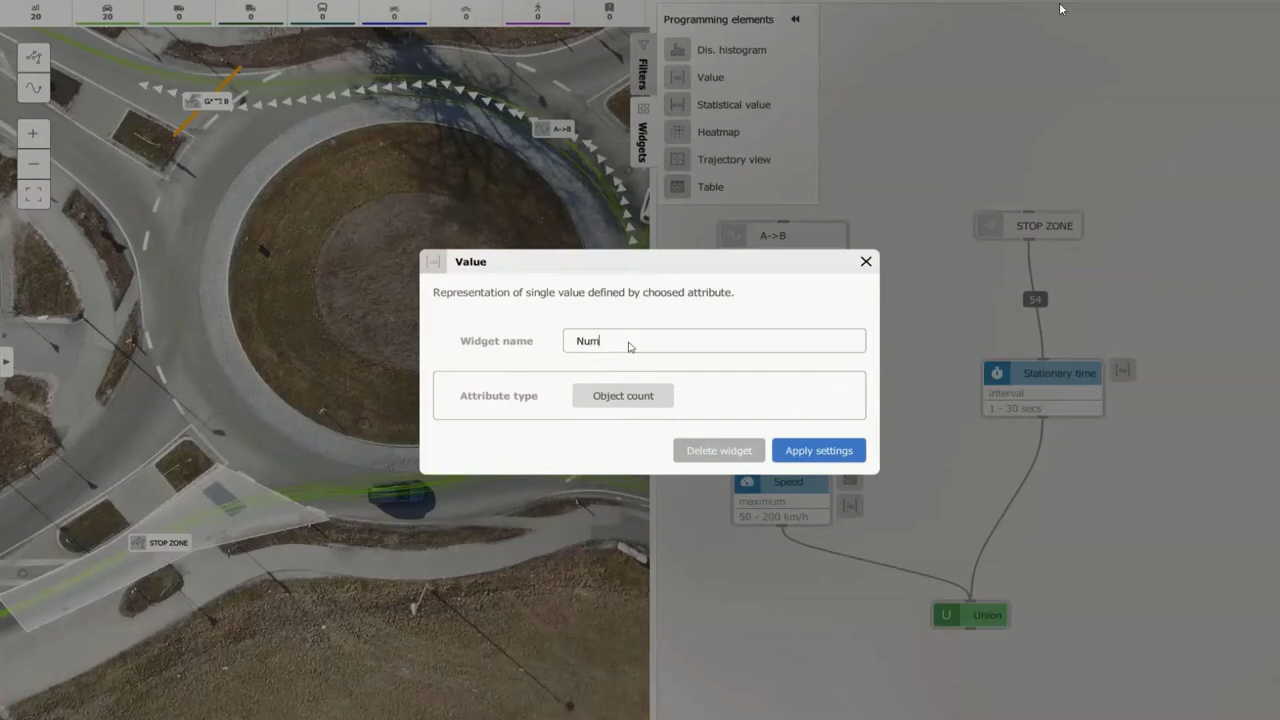 all
20
20
0
0
0
0
0
0
0
GATE B
A->B
STOP ZONE
Filters
Widgets
Programming elements
Dis. histogram
Value
Statistical value
Heatmap
Trajectory view
Table
A->B
STOP ZONE
54
Stationary time
interval
1 - 30 secs
Value
Representation of single value defined by choosed attribute.
Widget name
Num
Attribute type
Object count
Delete widget
Apply settings
Speed
maximum
50 - 200 km/h
U Union